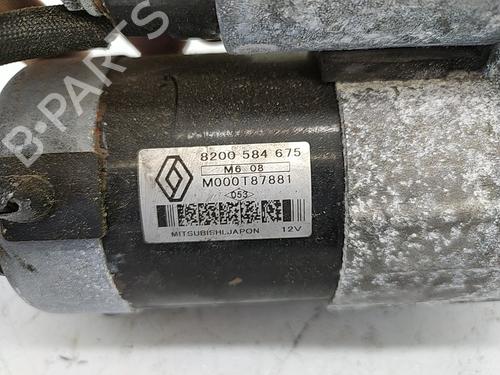 B-PARTS
8200 584 675
M6 08
M000T87881
<053>
MITSUBISHI,JAPON 12V